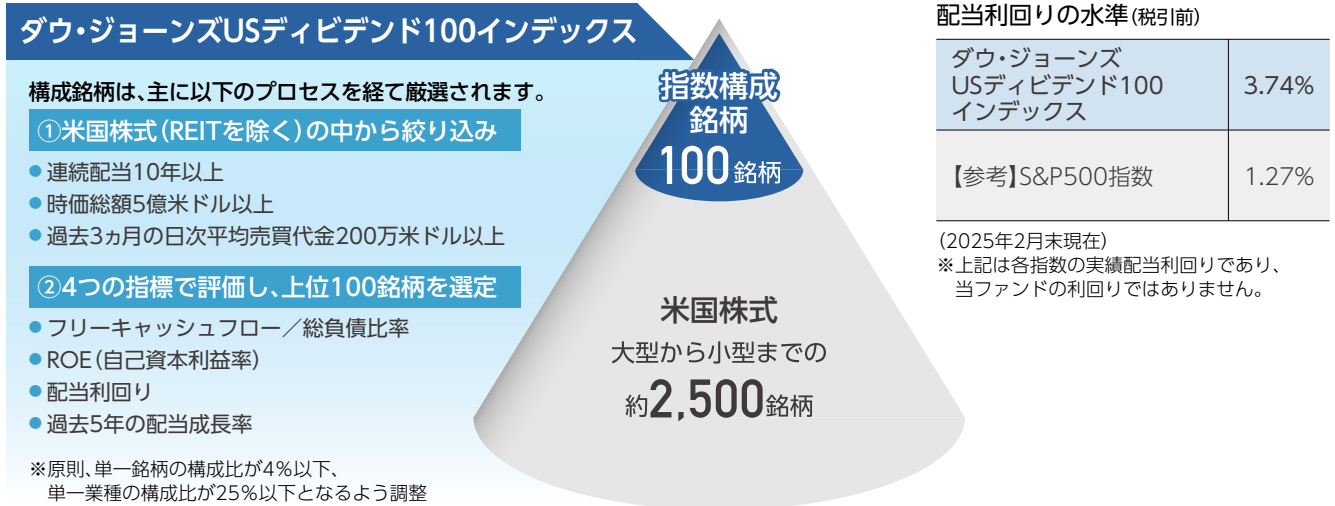 ダウ・ジョーンズUSディビデンド100インデックス
構成銘柄は、主に以下のプロセスを経て厳選されます。
①米国株式(REITを除く)の中から絞り込み
●連続配当10年以上
●時価総額5億米ドル以上
●過去3ヵ月の日次平均売買代金200万米ドル以上
②4つの指標で評価し、上位100銘柄を選定
●フリーキャッシュフロー／総負債比率
●ROE(自己資本利益率)
●配当利回り
●過去5年の配当成長率
※原則、単一銘柄の構成比が4%以下、
単一業種の構成比が25%以下となるよう調整
指数構成
銘柄
100銘柄
米国株式
大型から小型までの
約2,500銘柄
配当利回りの水準(税引前)
ダウ・ジョーンズ
USディビデンド100
インデックス
3.74%
【参考】S&P500指数
1.27%
(2025年2月末現在)
※上記は各指数の実績配当利回りであり、
当ファンドの利回りではありません。